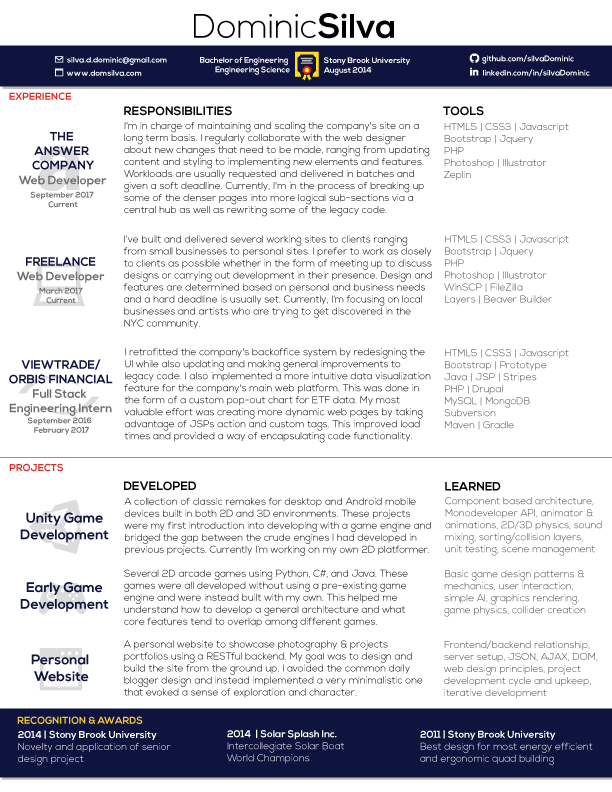 DominicSilva
silva.d.dominic@gmail.com
www.domsilva.com
Bachelor of Engineering
Engineering Science
Stony Brook University
August 2014
github.com/silvaDominic
linkedin.com/in/silvaDominic
EXPERIENCE
RESPONSIBILITIES
TOOLS
THE
ANSWER
COMPANY
Web Developer
September 2017
Current
I'm in charge of maintaining and scaling the company's site on a
long term basis. I regularly collaborate with the web designer
about new changes that need to be made, ranging from updating
content and styling to implementing new elements and features.
Workloads are usually requested and delivered in batches and
given a soft deadline. Currently, I'm in the process of breaking up
some of the denser pages into more logical sub-sections via a
central hub as well as rewriting some of the legacy code.
HTML5 | CSS3 | Javascript
Bootstrap | Jquery
PHP
Photoshop | Illustrator
Zeplin
FREELANCE
Web Developer
March 2017
Current
I've built and delivered several working sites to clients ranging
from small businesses to personal sites. I prefer to work as closely
to clients as possible whether in the form of meeting up to discuss
designs or carrying out development in their presence. Design and
features are determined based on personal and business needs
and a hard deadline is usually set. Currently, I'm focusing on local
businesses and artists who are trying to get discovered in the
NYC community.
HTML5 | CSS3 | Javascript
Bootstrap | Jquery
PHP
Photoshop | Illustrator
WinSCP | FileZilla
Layers | Beaver Builder
VIEWTRADE/
ORBIS FINANCIAL
Full Stack
Engineering Intern
September 2016
February 2017
I retrofitted the company's backoffice system by redesigning the
UI while also updating and making general improvements to
legacy code. I also implemented a more intuitive data visualization
feature for the company's main web platform. This was done in
the form of a custom pop-out chart for ETF data. My most
valuable effort was creating more dynamic web pages by taking
advantage of JSPs action and custom tags. This improved load
times and provided a way of encapsulating code functionality.
HTML5 | CSS3 | Javascript
Bootstrap | Prototype
Java | JSP | Stripes
PHP | Drupal
MySQL | MongoDB
Subversion
Maven | Gradle
PROJECTS
DEVELOPED
LEARNED
Unity Game
Development
A collection of classic remakes for desktop and Android mobile
devices built in both 2D and 3D environments. These projects
were my first introduction into developing with a game engine and
bridged the gap between the crude engines I had developed in
previous projects. Currently I'm working on my own 2D platformer.
Component based architecture,
Monodeveloper API, animator &
animations, 2D/3D physics, sound
mixing, sorting/collision layers,
unit testing, scene management
Early Game
Development
Several 2D arcade games using Python, C#, and Java. These
games were all developed without using a pre-existing game
engine and were instead built with my own. This helped me
understand how to develop a general architecture and what
core features tend to overlap among different games.
Basic game design patterns &
mechanics, user interaction,
simple AI, graphics rendering,
game physics, collider creation
Personal
Website
A personal website to showcase photography & projects
portfolios using a RESTful backend. My goal was to design and
build the site from the ground up. I avoided the common daily
blogger design and instead implemented a very minimalistic one
that evoked a sense of exploration and character.
Frontend/backend relationship,
server setup, JSON, AJAX, DOM,
web design principles, project
development cycle and upkeep,
iterative development
RECOGNITION & AWARDS
2014 | Stony Brook University
Novelty and application of senior
design project
2014 | Solar Splash Inc.
Intercollegiate Solar Boat
World Champions
2011 | Stony Brook University
Best design for most energy efficient
and ergonomic quad building